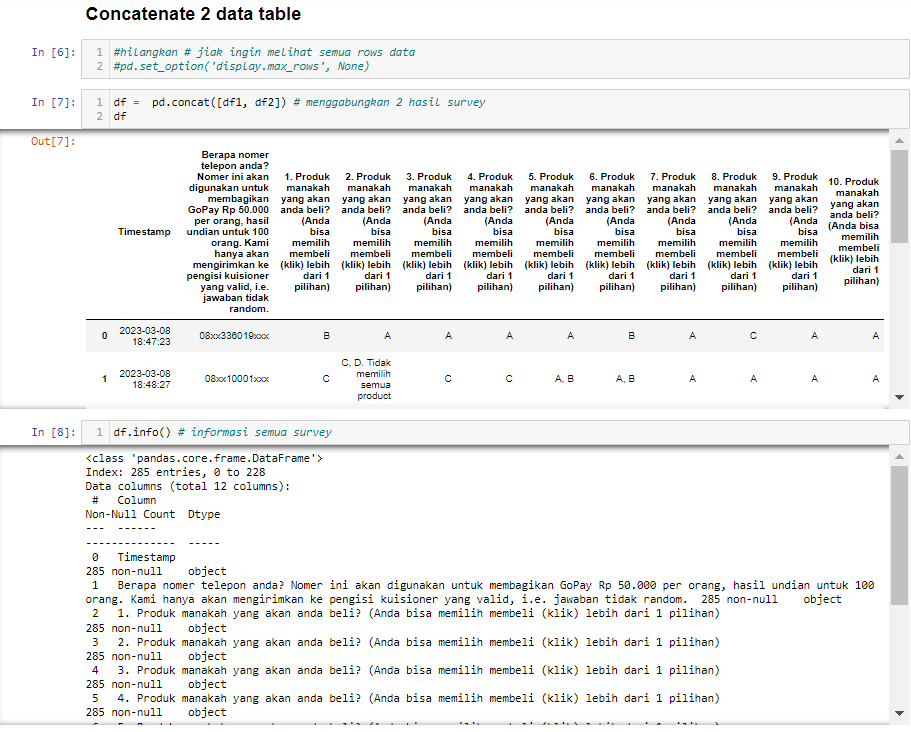 Concatenate 2 data table
In [6]:
1 #hilangkan # jiak ingin melihat semua rows data
2 #pd.set_option('display.max_rows', None)
In [7]:
1 df =  pd.concat([df1, df2]) # menggabungkan 2 hasil survey
2 df
Out[7]:
Timestamp
Berapa nomer
telepon anda?
Nomer ini akan
digunakan untuk
membagikan
GoPay Rp 50.000
per orang, hasil
undian untuk 100
orang. Kami
hanya akan
mengirimkan ke
pengisi kuisioner
yang valid, i.e.
jawaban tidak
random.
1. Produk
manakah
yang akan
anda beli?
(Anda
bisa
memilih
membeli
(klik) lebih
dari 1
pilihan)
2. Produk
manakah
yang akan
anda beli?
(Anda
bisa
memilih
membeli
(klik) lebih
dari 1
pilihan)
3. Produk
manakah
yang akan
anda beli?
(Anda
bisa
memilih
membeli
(klik) lebih
dari 1
pilihan)
4. Produk
manakah
yang akan
anda beli?
(Anda
bisa
memilih
membeli
(klik) lebih
dari 1
pilihan)
5. Produk
manakah
yang akan
anda beli?
(Anda
bisa
memilih
membeli
(klik) lebih
dari 1
pilihan)
6. Produk
manakah
yang akan
anda beli?
(Anda
bisa
memilih
membeli
(klik) lebih
dari 1
pilihan)
7. Produk
manakah
yang akan
anda beli?
(Anda
bisa
memilih
membeli
(klik) lebih
dari 1
pilihan)
8. Produk
manakah
yang akan
anda beli?
(Anda
bisa
memilih
membeli
(klik) lebih
dari 1
pilihan)
9. Produk
manakah
yang akan
anda beli?
(Anda
bisa
memilih
membeli
(klik) lebih
dari 1
pilihan)
10. Produk
manakah
yang akan
anda beli?
(Anda bisa
memilih
membeli
(klik) lebih
dari 1
pilihan)
0
2023-03-08
18:47:23
08xx336019xxx B A A A A B A C A A
1
2023-03-08
18:48:27
08xx10001xxx C
C, D. Tidak
memilih
semua
product
C C A, B A, B A A A A
In [8]:
1 df.info() # informasi semua survey
<class 'pandas.core.frame.DataFrame'>
Index: 285 entries, 0 to 228
Data columns (total 12 columns):
 #   Column
Non-Null Count  Dtype
---  ------
--------------  -----
 0   Timestamp
285 non-null    object
 1   Berapa nomer telepon anda? Nomer ini akan digunakan untuk membagikan GoPay Rp 50.000 per orang, hasil undian untuk 100
orang. Kami hanya akan mengirimkan ke pengisi kuisioner yang valid, i.e. jawaban tidak random.  285 non-null    object
 2   1. Produk manakah yang akan anda beli? (Anda bisa memilih membeli (klik) lebih dari 1 pilihan)
285 non-null    object
 3   2. Produk manakah yang akan anda beli? (Anda bisa memilih membeli (klik) lebih dari 1 pilihan)
285 non-null    object
 4   3. Produk manakah yang akan anda beli? (Anda bisa memilih membeli (klik) lebih dari 1 pilihan)
285 non-null    object
 5   4. Produk manakah yang akan anda beli? (Anda bisa memilih membeli (klik) lebih dari 1 pilihan)
285 non-null    object